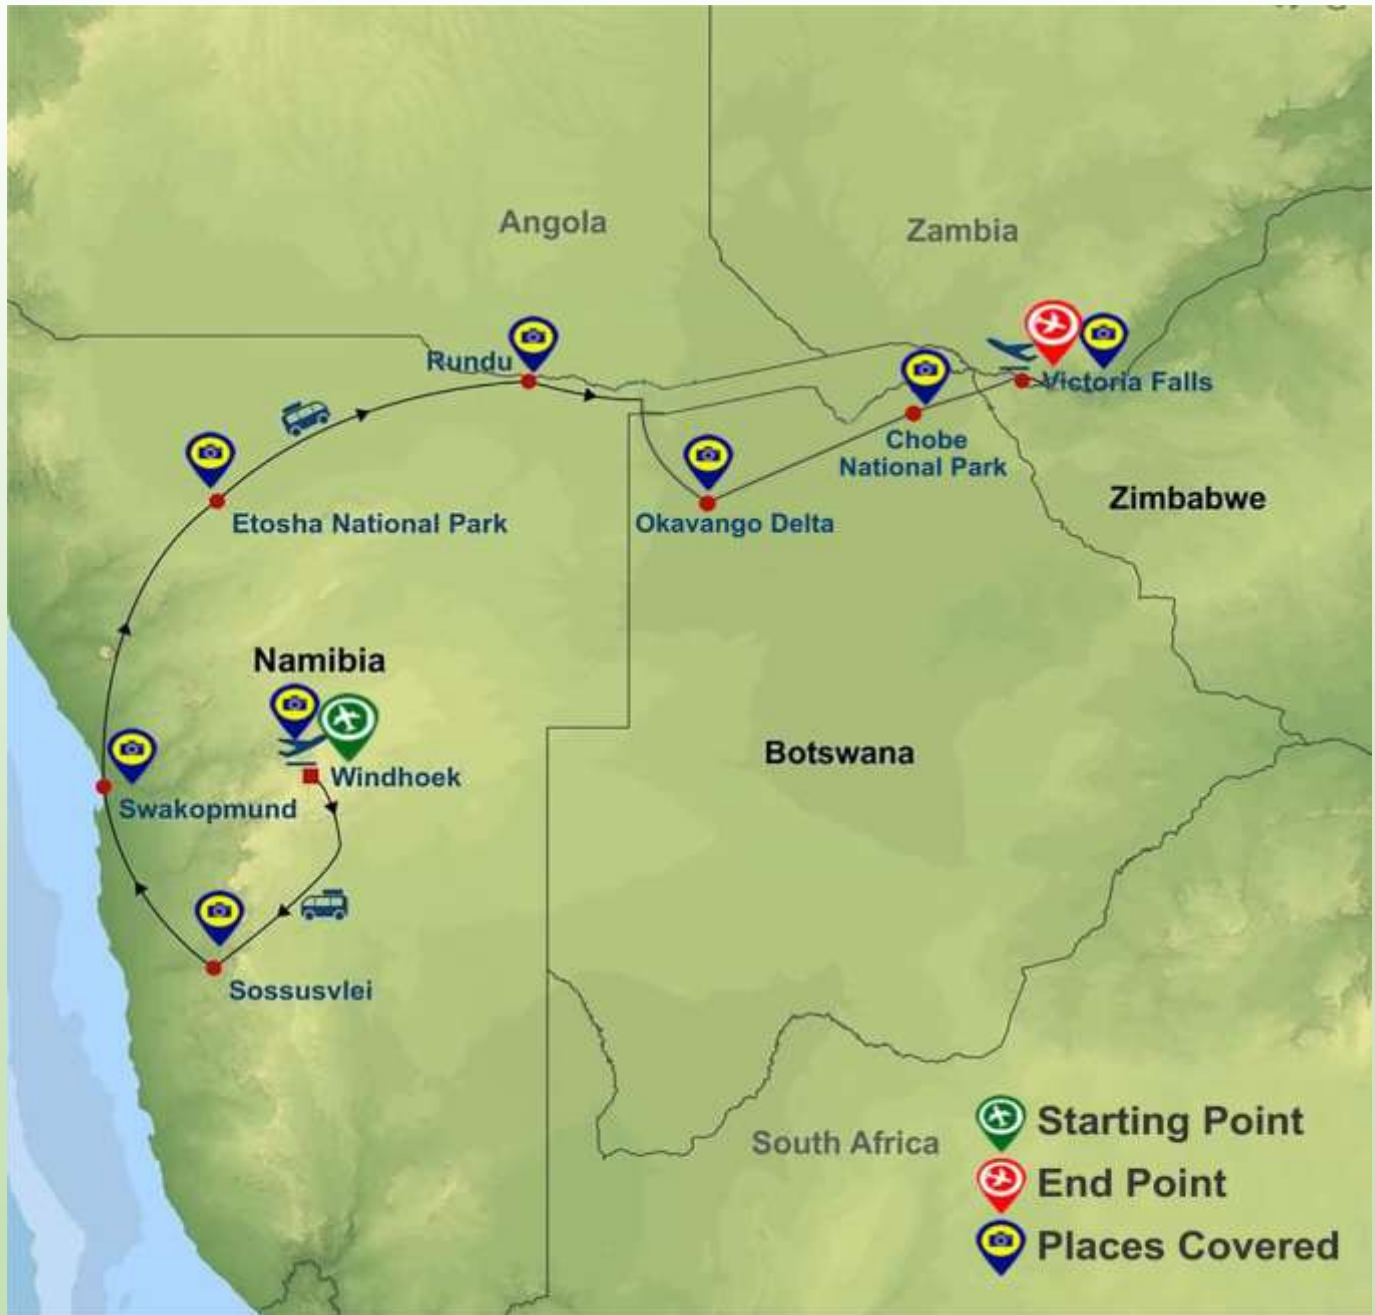 Angola
Zambia
Rundu
Victoria Falls
Chobe
National Park
Zimbabwe
Etosha National Park
Okavango Delta
Namibia
Botswana
Windhoek
Swakopmund
Sossusvlei
Starting Point
South Africa
End Point
Places Covered